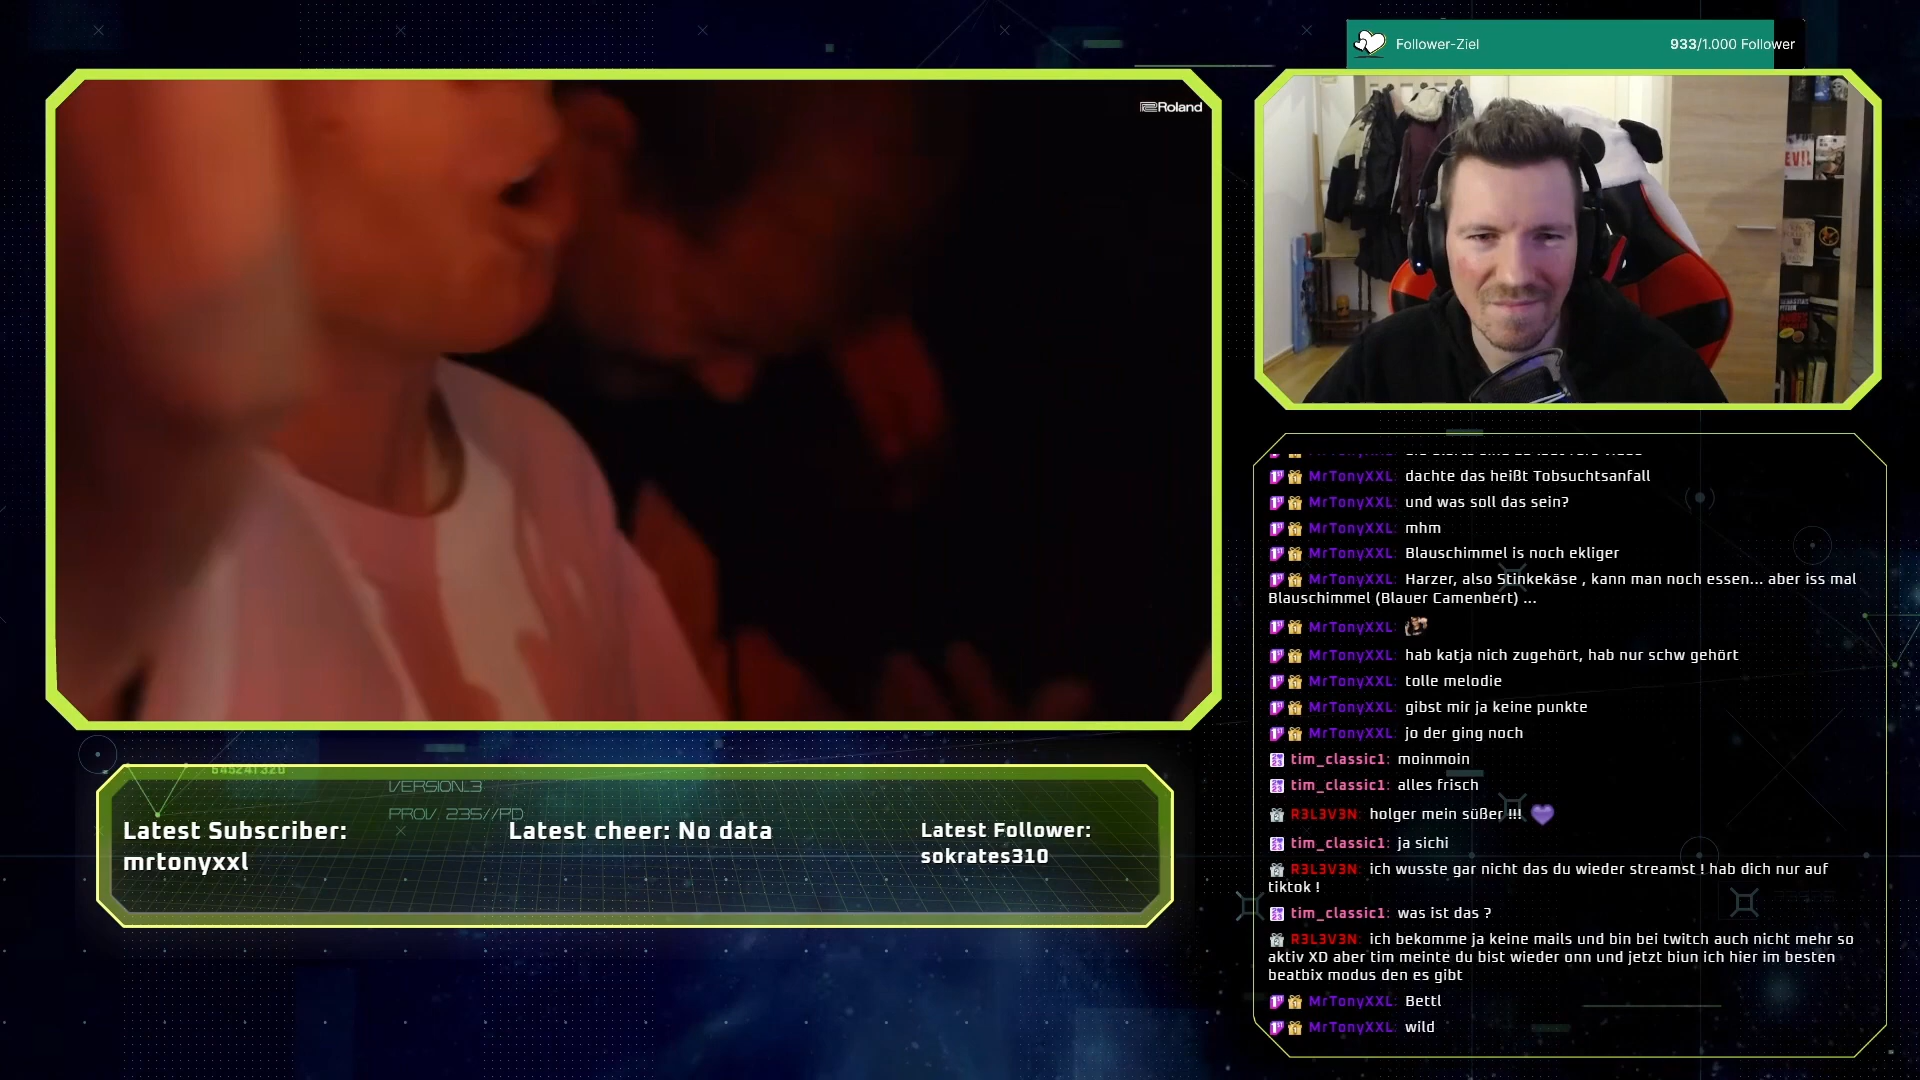 Follower-Ziel
933/1.000 Follower
Roland
EVIL
MrTonyXXL: dachte das heißt Tobsuchtsanfall
MrTonyXXL: und was soll das sein?
MrTonyXXL: mhm
MrTonyXXL: Blauschimmel is noch ekliger
MrTonyXXL: Harzer, also Stinkekäse , kann man noch essen... aber iss mal
Blauschimmel (Blauer Camenbert) ...
MrTonyXXL:
MrTonyXXL: hab katja nich zugehört, hab nur schw gehört
MrTonyXXL: tolle melodie
MrTonyXXL: gibst mir ja keine punkte
MrTonyXXL: jo der ging noch
tim_classic1: moinmoin
tim_classic1: alles frisch
R3L3V3N: holger mein süßer !!!
tim_classic1: ja sichi
R3L3V3N: ich wusste gar nicht das du wieder streamst ! hab dich nur auf
tiktok !
tim_classic1: was ist das ?
R3L3V3N: ich bekomme ja keine mails und bin bei twitch auch nicht mehr so
aktiv XD aber tim meinte du bist wieder onn und jetzt biun ich hier im besten
beatbix modus den es gibt
MrTonyXXL: Bettl
MrTonyXXL: wild
VERSION_3
PROV. 235//PD
Latest Subscriber:
mrtonyxxl
Latest cheer: No data
Latest Follower:
sokrates310